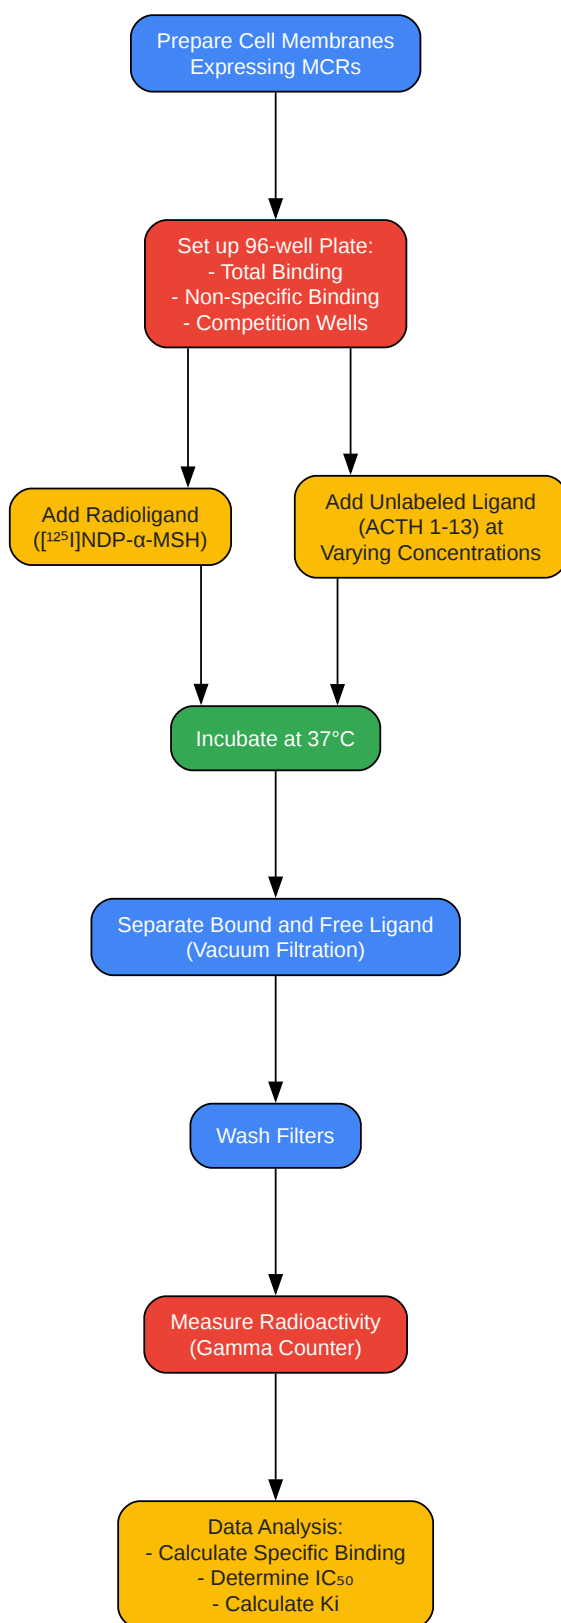 Prepare Cell Membranes
Expressing MCRs
Set up 96-well Plate:
- Total Binding
- Non-specific Binding
- Competition Wells
Add Radioligand
([¹²⁵I]NDP-α-MSH)
Add Unlabeled Ligand
(ACTH 1-13) at
Varying Concentrations
Incubate at 37°C
Separate Bound and Free Ligand
(Vacuum Filtration)
Wash Filters
Measure Radioactivity
(Gamma Counter)
Data Analysis:
- Calculate Specific Binding
- Determine IC₅₀
- Calculate Ki